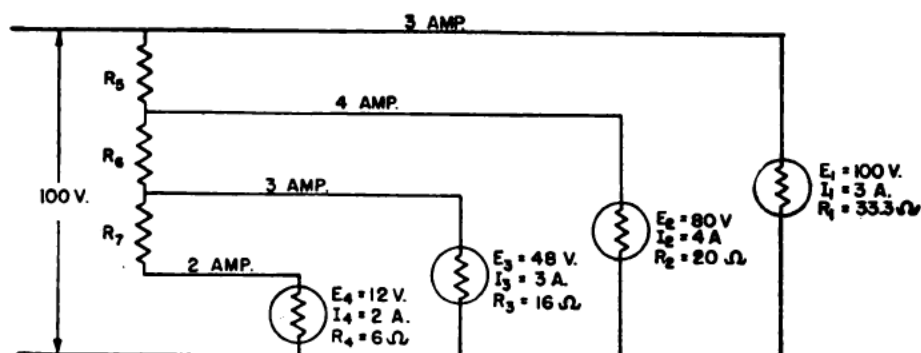 3 AMP.
R5
4 AMP.
R6
100 V.
3 AMP.
R7
2 AMP.
E1 = 100 V.
I1 = 3 A.
R1 = 33.3 Ω
E2 = 80 V
I2 = 4 A
R2 = 20 Ω
E3 = 48 V.
I3 = 3 A.
R3 = 16 Ω
E4 = 12 V.
I4 = 2 A.
R4 = 6 Ω